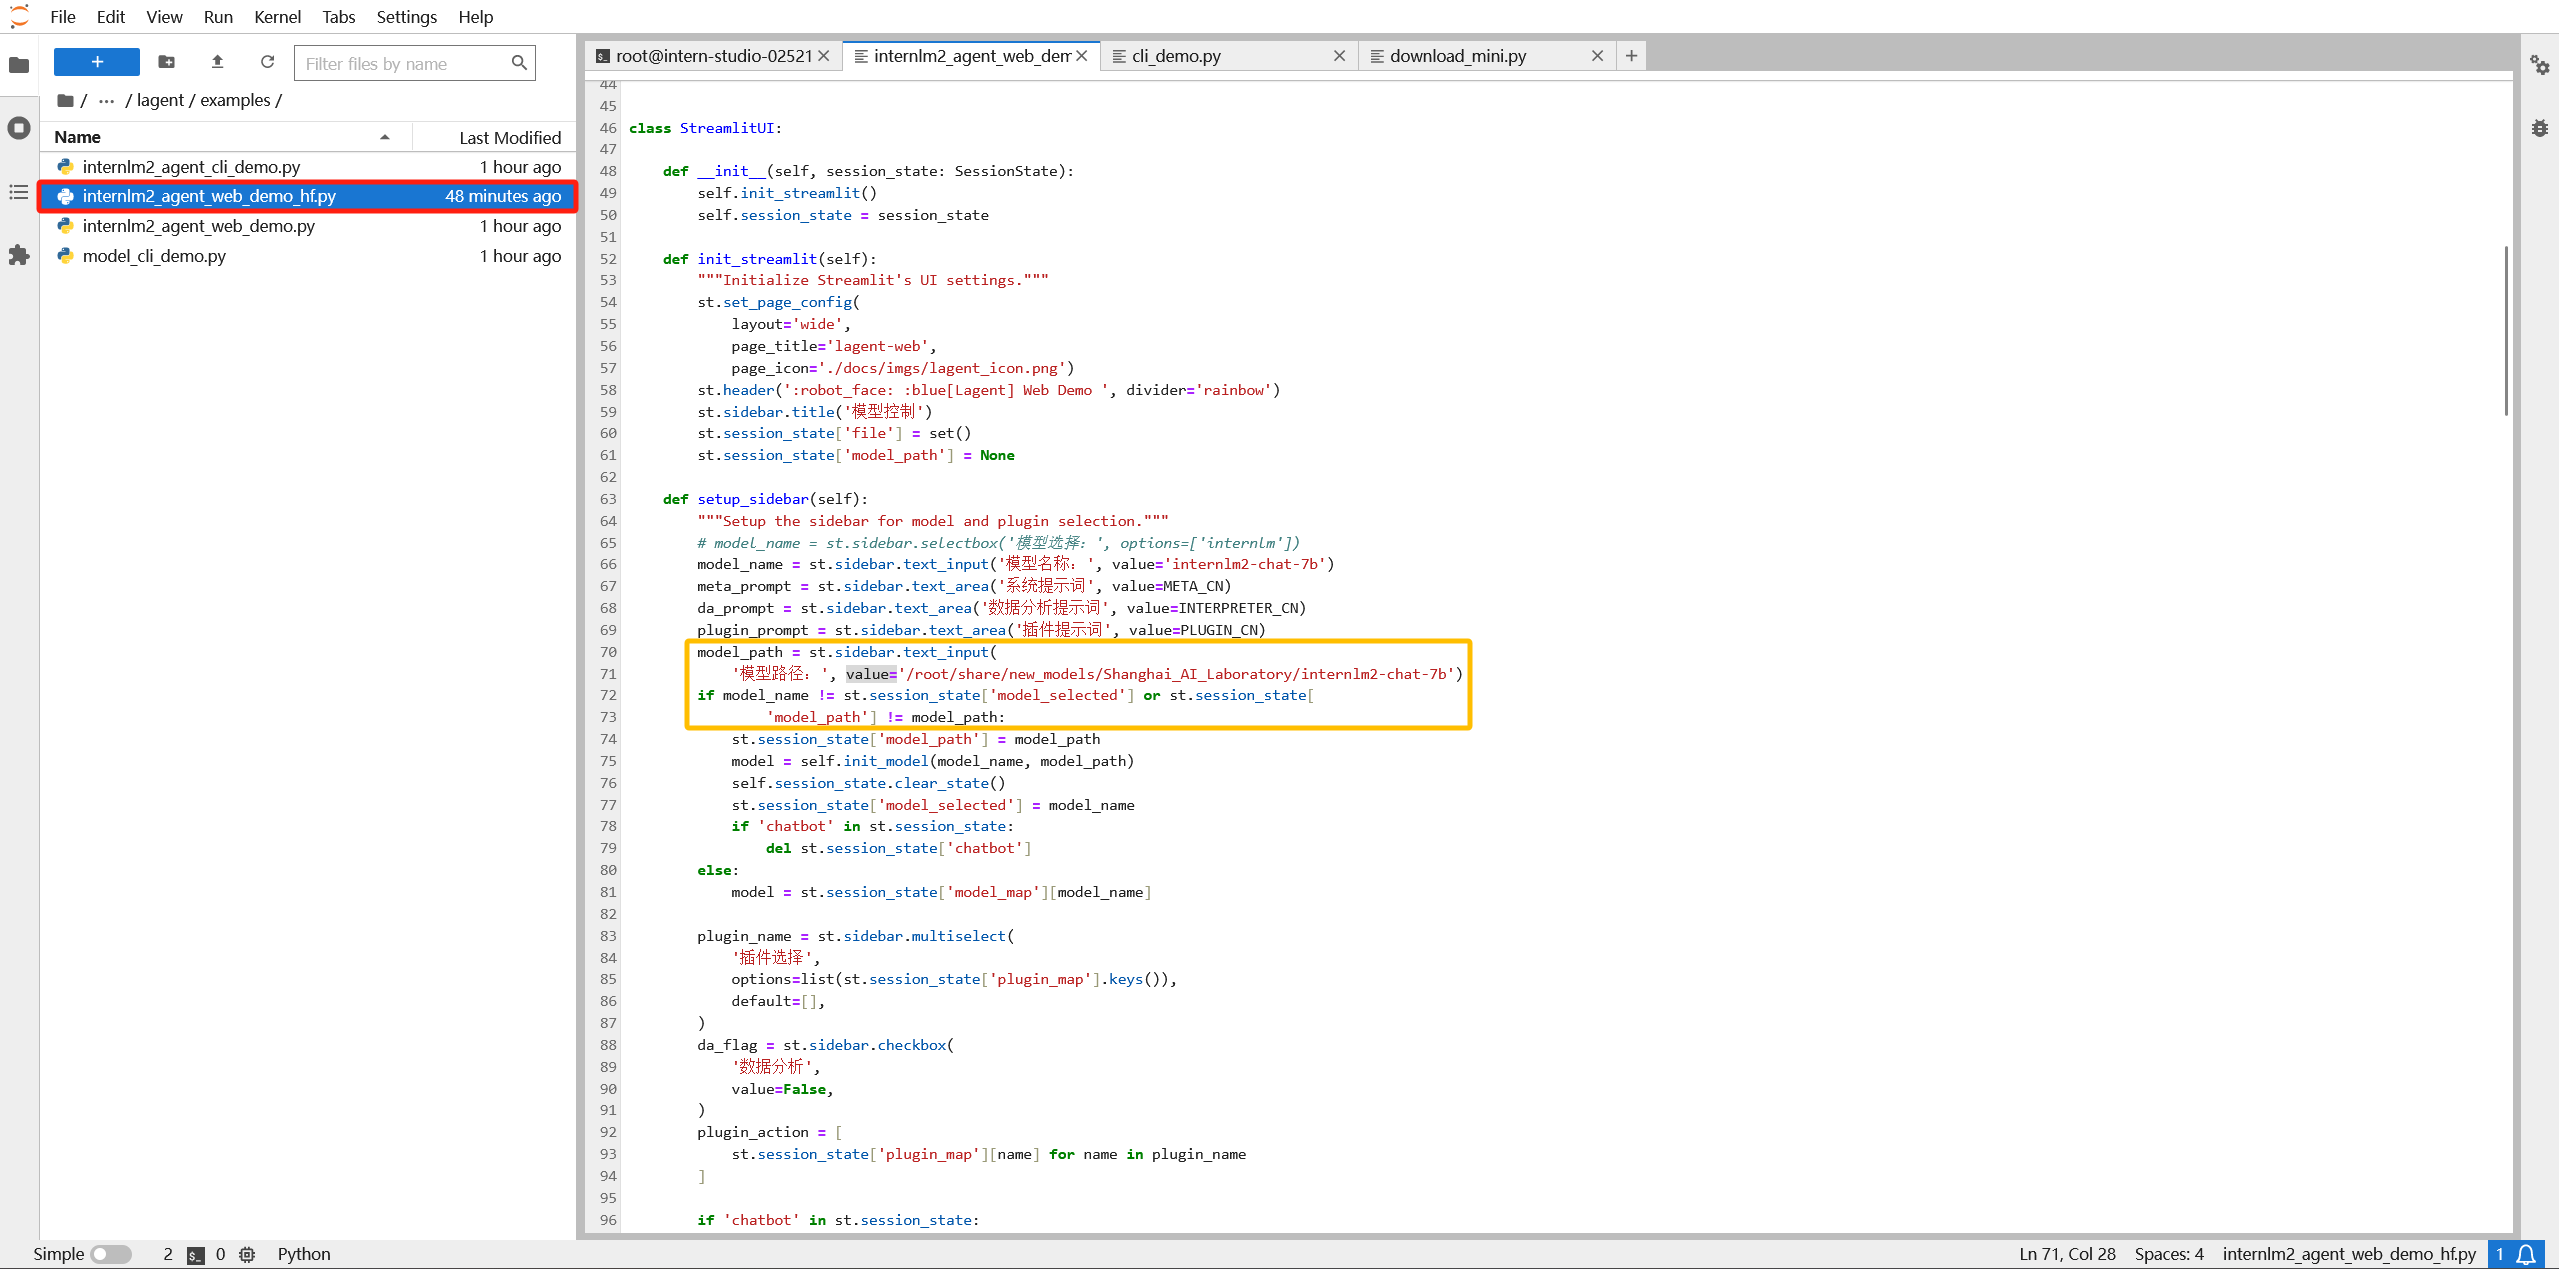 File Edit View Run Kernel Tabs Settings Help
+
Filter files by name
/ ··· / lagent / examples /
Name Last Modified
internlm2_agent_cli_demo.py 1 hour ago
internlm2_agent_web_demo_hf.py 48 minutes ago
internlm2_agent_web_demo.py 1 hour ago
model_cli_demo.py 1 hour ago
root@intern-studio-02521 internlm2_agent_web_dem cli_demo.py download_mini.py +
44
45
46 class StreamlitUI:
47
48     def __init__(self, session_state: SessionState):
49         self.init_streamlit()
50         self.session_state = session_state
51
52     def init_streamlit(self):
53         """Initialize Streamlit's UI settings."""
54         st.set_page_config(
55             layout='wide',
56             page_title='lagent-web',
57             page_icon='./docs/imgs/lagent_icon.png')
58         st.header(':robot_face: :blue[Lagent] Web Demo ', divider='rainbow')
59         st.sidebar.title('模型控制')
60         st.session_state['file'] = set()
61         st.session_state['model_path'] = None
62
63     def setup_sidebar(self):
64         """Setup the sidebar for model and plugin selection."""
65         # model_name = st.sidebar.selectbox('模型选择：', options=['internlm'])
66         model_name = st.sidebar.text_input('模型名称：', value='internlm2-chat-7b')
67         meta_prompt = st.sidebar.text_area('系统提示词', value=META_CN)
68         da_prompt = st.sidebar.text_area('数据分析提示词', value=INTERPRETER_CN)
69         plugin_prompt = st.sidebar.text_area('插件提示词', value=PLUGIN_CN)
70         model_path = st.sidebar.text_input(
71             '模型路径：', value='/root/share/new_models/Shanghai_AI_Laboratory/internlm2-chat-7b')
72         if model_name != st.session_state['model_selected'] or st.session_state[
73                 'model_path'] != model_path:
74             st.session_state['model_path'] = model_path
75             model = self.init_model(model_name, model_path)
76             self.session_state.clear_state()
77             st.session_state['model_selected'] = model_name
78             if 'chatbot' in st.session_state:
79                 del st.session_state['chatbot']
80         else:
81             model = st.session_state['model_map'][model_name]
82
83         plugin_name = st.sidebar.multiselect(
84             '插件选择',
85             options=list(st.session_state['plugin_map'].keys()),
86             default=[],
87         )
88         da_flag = st.sidebar.checkbox(
89             '数据分析',
90             value=False,
91         )
92         plugin_action = [
93             st.session_state['plugin_map'][name] for name in plugin_name
94         ]
95
96         if 'chatbot' in st.session_state:
Simple 2 $_ 0 Python Ln 71, Col 28 Spaces: 4 internlm2_agent_web_demo_hf.py 1